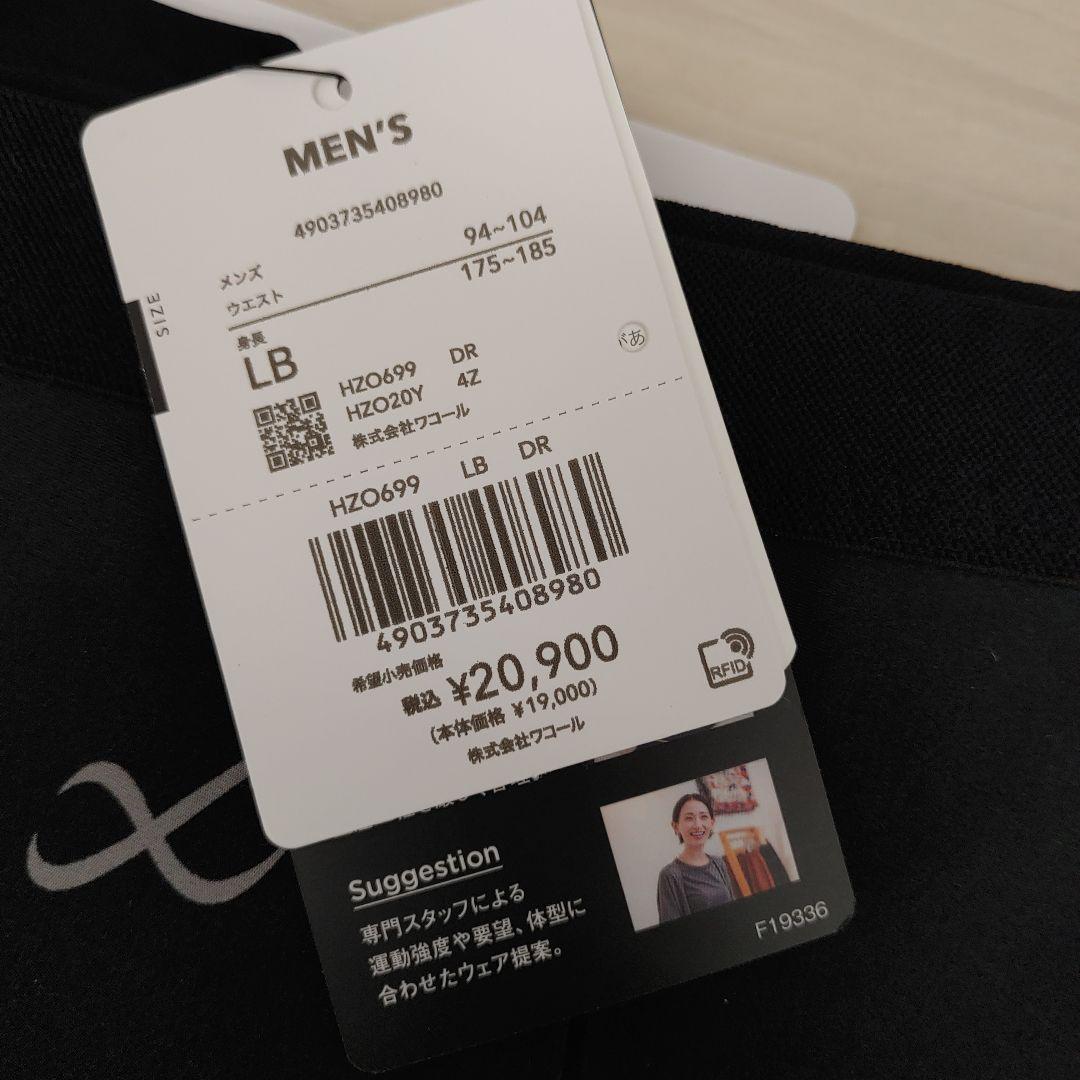 MEN'S
4903735408980
メンズ
ウエスト 94~104
身長 175~185
SIZE
LB
HZO699 DR
HZO20Y 4Z
株式会社ワコール
あ
HZO699 LB DR
4903735408980
希望小売価格
税込 ¥20,900
(本体価格 ¥19,000)
株式会社ワコール
RFID
Suggestion
専門スタッフによる
運動強度や要望、体型に
合わせたウェア提案。
F19336